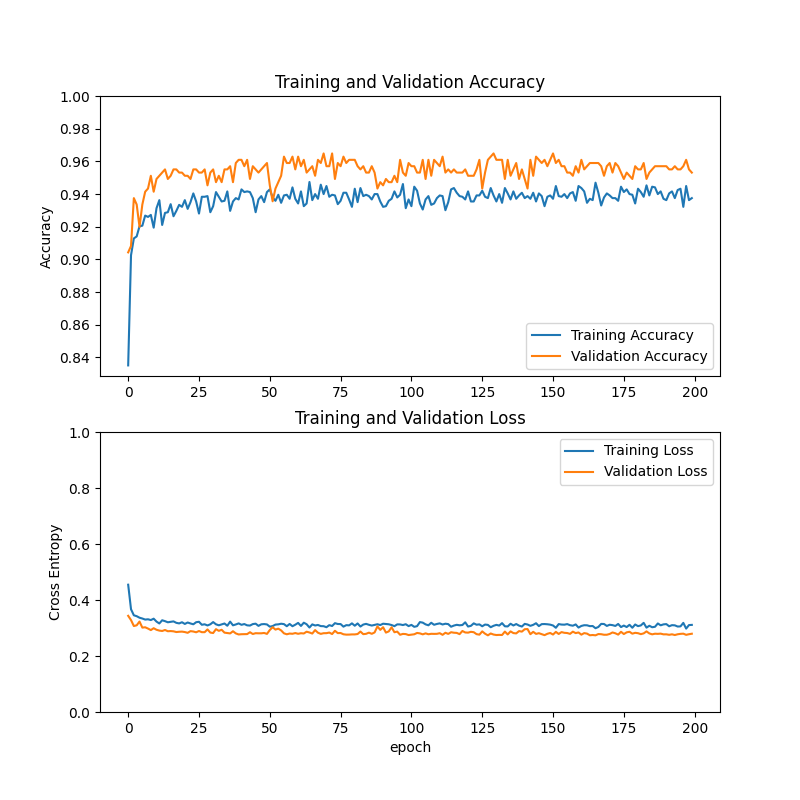 Training and Validation Accuracy
Accuracy
1.00
0.98
0.96
0.94
0.92
0.90
0.88
0.86
0.84
Training Accuracy
Validation Accuracy
0 25 50 75 100 125 150 175 200
Training and Validation Loss
Cross Entropy
1.0
0.8
0.6
0.4
0.2
0.0
Training Loss
Validation Loss
0 25 50 75 100 125 150 175 200
epoch